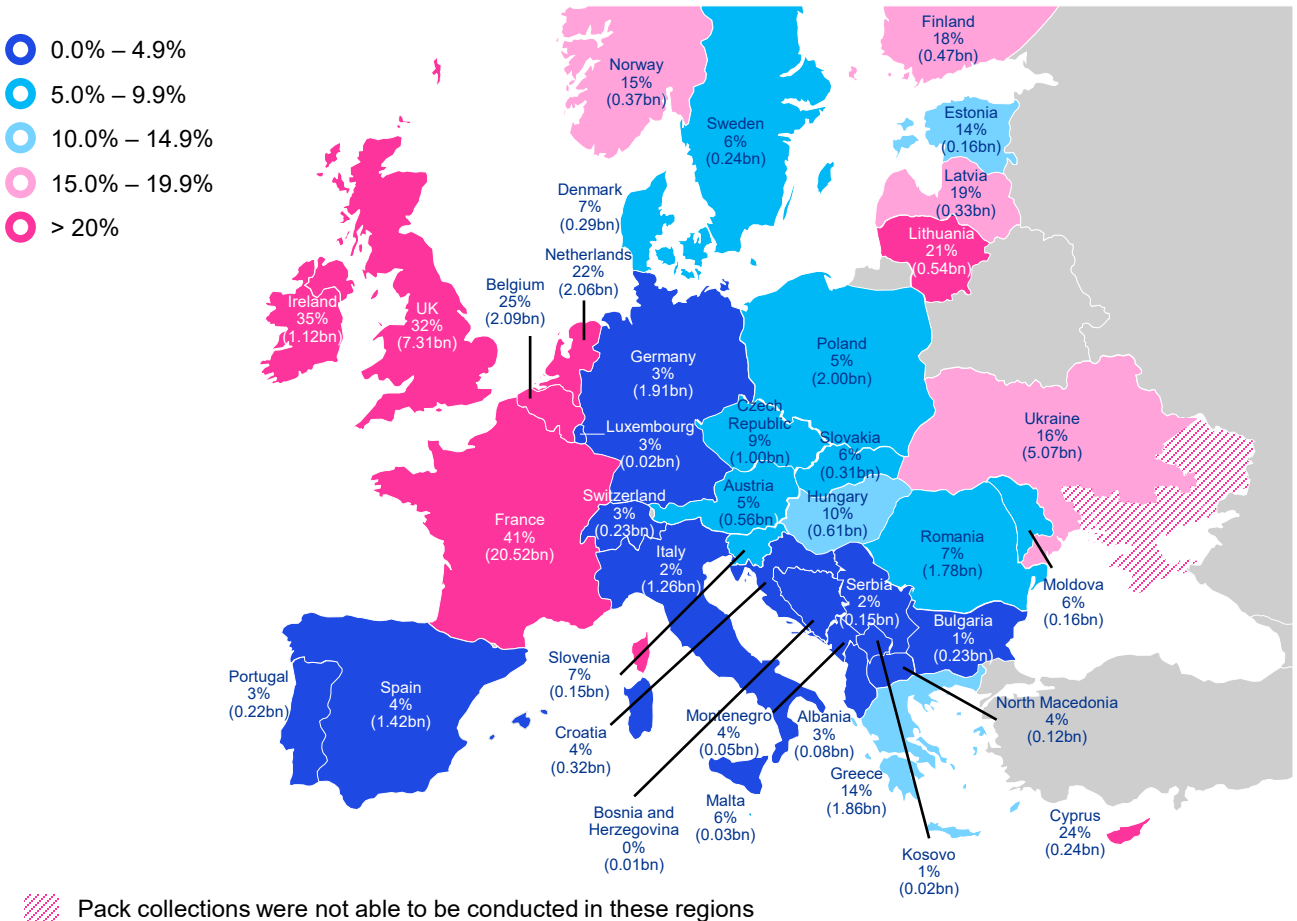 0.0% – 4.9%
5.0% – 9.9%
10.0% – 14.9%
15.0% – 19.9%
> 20%
Finland
18%
(0.47bn)
Norway
15%
(0.37bn)
Sweden
6%
(0.24bn)
Estonia
14%
(0.16bn)
Latvia
19%
(0.33bn)
Lithuania
21%
(0.54bn)
Denmark
7%
(0.29bn)
Netherlands
22%
(2.06bn)
Belgium
25%
(2.09bn)
Ireland
35%
(1.12bn)
UK
32%
(7.31bn)
Germany
3%
(1.91bn)
Poland
5%
(2.00bn)
Luxembourg
3%
(0.02bn)
Czech
Republic
9%
(1.00bn)
Slovakia
6%
(0.31bn)
Ukraine
16%
(5.07bn)
Switzerland
3%
(0.23bn)
Austria
5%
(0.56bn)
Hungary
10%
(0.61bn)
France
41%
(20.52bn)
Italy
2%
(1.26bn)
Romania
7%
(1.78bn)
Moldova
6%
(0.16bn)
Serbia
2%
(0.15bn)
Bulgaria
1%
(0.23bn)
Portugal
3%
(0.22bn)
Spain
4%
(1.42bn)
Slovenia
7%
(0.15bn)
Croatia
4%
(0.32bn)
Montenegro
4%
(0.05bn)
Albania
3%
(0.08bn)
North Macedonia
4%
(0.12bn)
Greece
14%
(1.86bn)
Bosnia and
Herzegovina
0%
(0.01bn)
Malta
6%
(0.03bn)
Kosovo
1%
(0.02bn)
Cyprus
24%
(0.24bn)
Pack collections were not able to be conducted in these regions